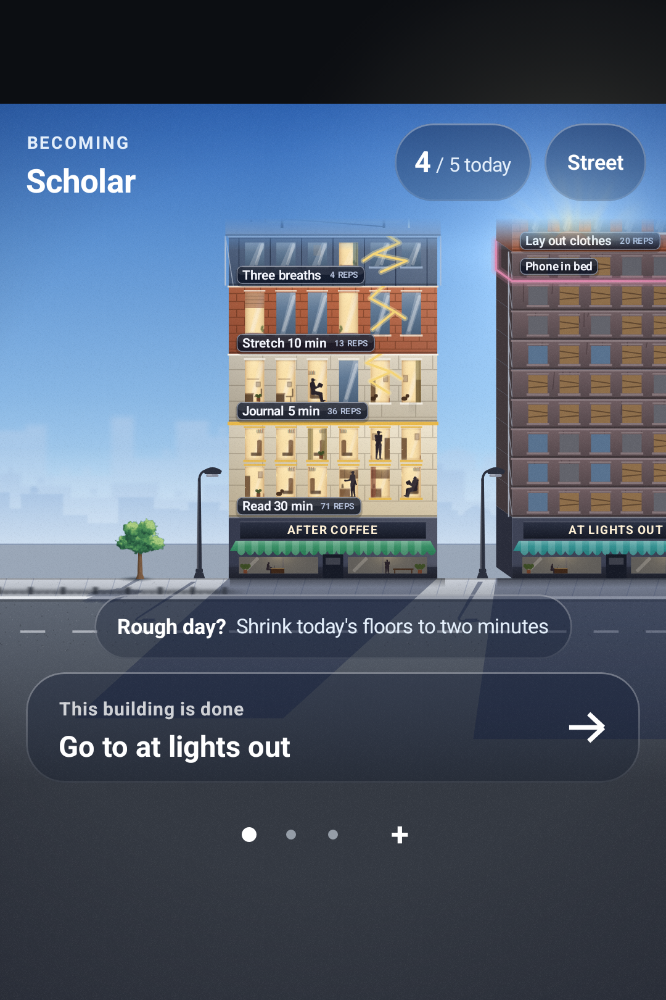 BECOMING
Scholar
4 / 5 today
Street
Three breaths 4 REPS
Stretch 10 min 13 REPS
Journal 5 min 36 REPS
Read 30 min 71 REPS
AFTER COFFEE
Lay out clothes 20 REPS
Phone in bed
AT LIGHTS OUT
Rough day? Shrink today's floors to two minutes
This building is done
Go to at lights out
+